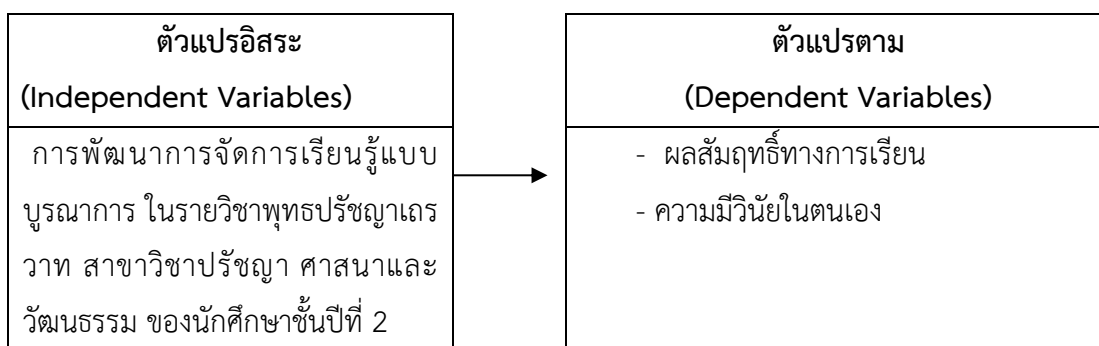 ตัวแปรอิสระ
(Independent Variables)
การพัฒนาการจัดการเรียนรู้แบบ
บูรณาการ ในรายวิชาพุทธปรัชญาเถร
วาท สาขาวิชาปรัชญา ศาสนาและ
วัฒนธรรม ของนักศึกษาชั้นปีที่ 2
ตัวแปรตาม
(Dependent Variables)
- ผลสัมฤทธิ์ทางการเรียน
- ความมีวินัยในตนเอง